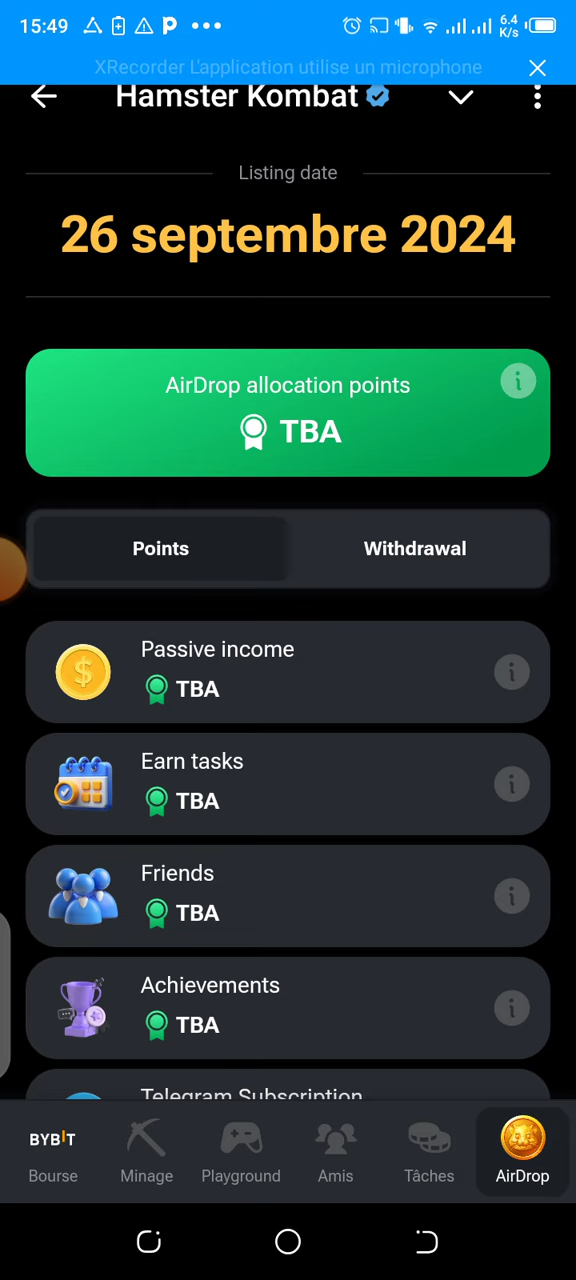 15:49
6.4
K/s
XRecorder L'application utilise un microphone
Hamster Kombat
Listing date
26 septembre 2024
AirDrop allocation points
TBA
Points
Withdrawal
Passive income
TBA
Earn tasks
TBA
Friends
TBA
Achievements
TBA
Telegram Subscription
BYBIT
Bourse
Minage
Playground
Amis
Tâches
AirDrop